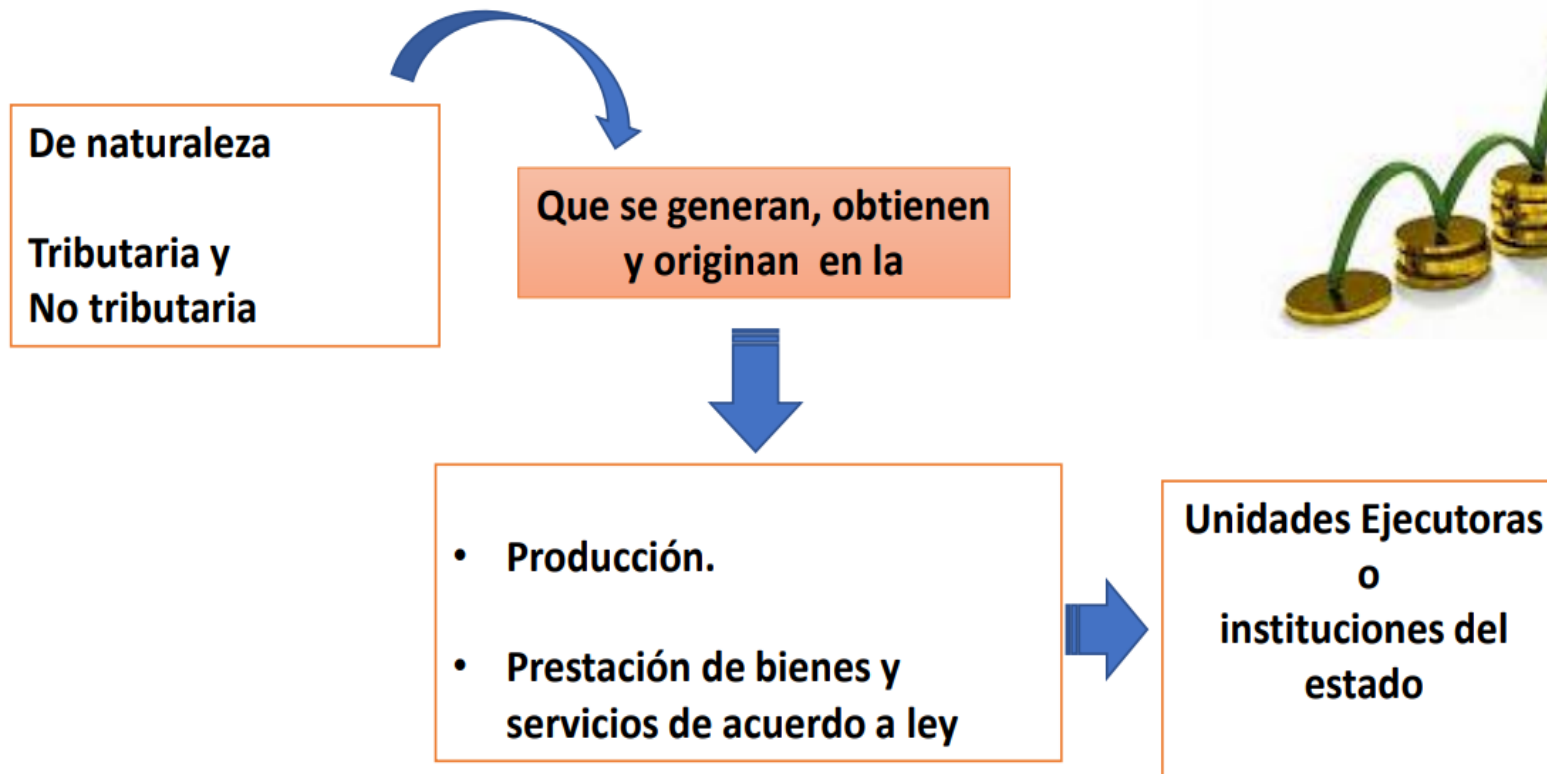 De naturaleza
Tributaria y
No tributaria
Que se generan, obtienen
y originan en la
• Producción.
• Prestación de bienes y
servicios de acuerdo a ley
Unidades Ejecutoras
o
instituciones del
estado